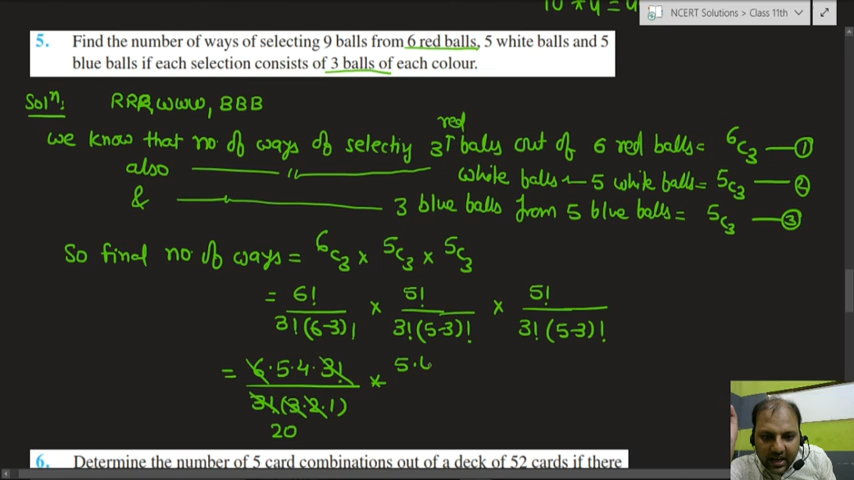 10 * 4 = 4
NCERT Solutions > Class 11th
5. Find the number of ways of selecting 9 balls from 6 red balls, 5 white balls and 5
blue balls if each selection consists of 3 balls of each colour.
Solⁿ: RRR, WWW, BBB
we know that no of ways of selecting 3 red balls out of 6 red balls = ⁶C₃ — ①
also — " — white balls — 5 white balls = ⁵C₃ — ②
& — 3 blue balls from 5 blue balls = ⁵C₃ — ③
So final no of ways = ⁶C₃ × ⁵C₃ × ⁵C₃
= 6!/3!(6-3)! × 5!/3!(5-3)! × 5!/3!(5-3)!
= 6·5·4·3!/3!(3·2·1) * 5·4
20
6. Determine the number of 5 card combinations out of a deck of 52 cards if there